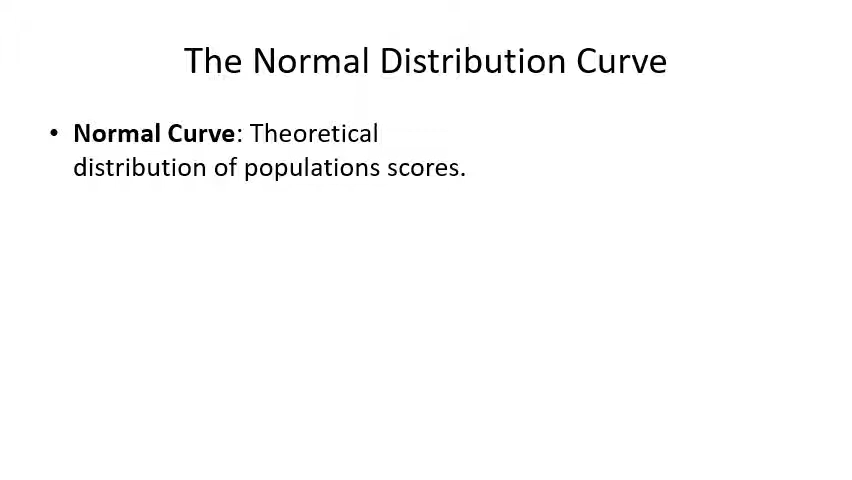 The Normal Distribution Curve
• Normal Curve: Theoretical
distribution of populations scores.